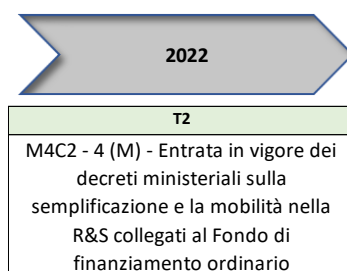 2022
T2
M4C2 - 4 (M) - Entrata in vigore dei
decreti ministeriali sulla
semplificazione e la mobilità nella
R&S collegati al Fondo di
finanziamento ordinario